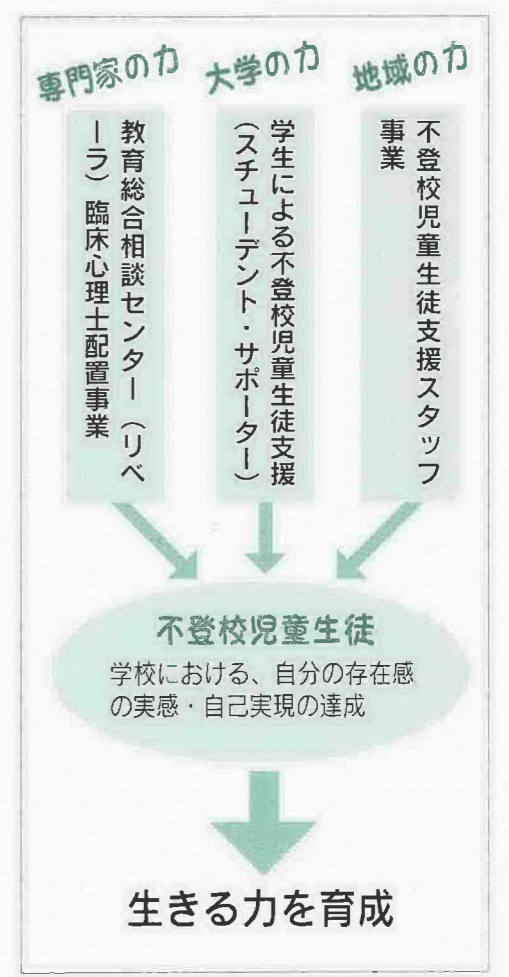 専門家の力
教育総合相談センター（リベ
ーラ）臨床心理士配置事業
大学の力
学生による不登校児童生徒支援
（スチューデント・サポーター）
地域の力
不登校児童生徒支援スタッフ
事業
不登校児童生徒
学校における、自分の存在感
の実感・自己実現の達成
生きる力を育成